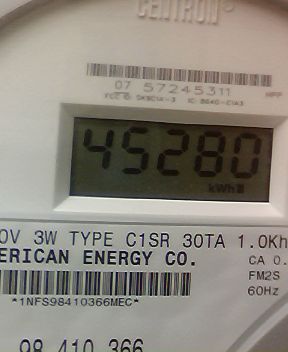 CENTRON®
07 57245311
45280
kWh
0V 3W TYPE C1SR 30TA 1.0Kh
ERICAN ENERGY CO.
CA 0.
FM2S
*1NFS98410366MEC*
60Hz
98 410 366